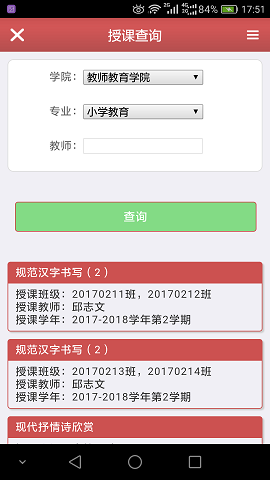 2G 4G 2G 84% 17:51
授课查询
学院： 教师教育学院
专业： 小学教育
教师：
查询
规范汉字书写（2）
授课班级：20170211班，20170212班
授课教师：邱志文
授课学年：2017-2018学年第2学期
规范汉字书写（2）
授课班级：20170213班，20170214班
授课教师：邱志文
授课学年：2017-2018学年第2学期
现代抒情诗欣赏